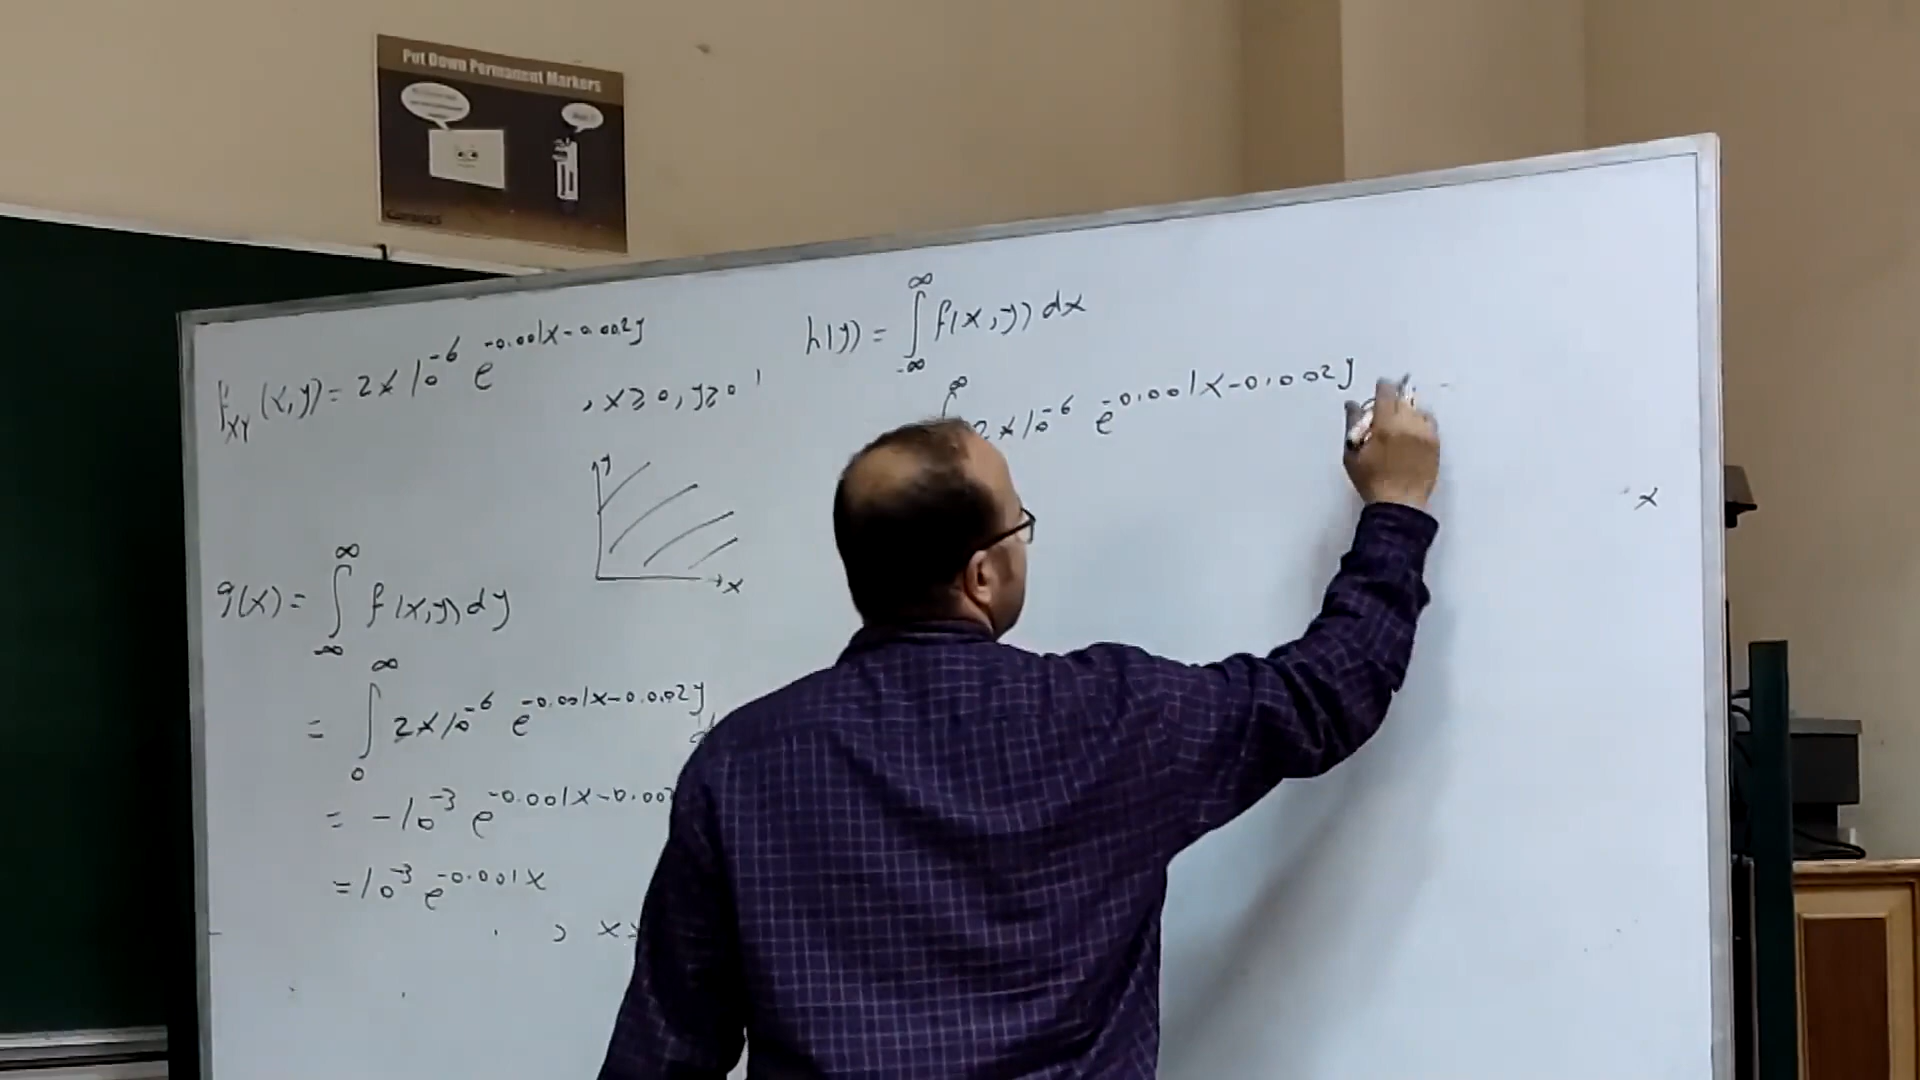 Put Down Permanent Markers
f_XY (x,y) = 2×10^-6 e^-0.001x-0.002y
, x≥0, y≥0
y
x
g(x) = ∫_-∞^∞ f(x,y) dy
= ∫_0^∞ 2×10^-6 e^-0.001x-0.002y
= -10^-3 e^-0.001x-0.002
= 10^-3 e^-0.001x
, x≥
h(y) = ∫_-∞^∞ f(x,y) dx
∞ 2×10^-6 e^-0.001x-0.002y
x